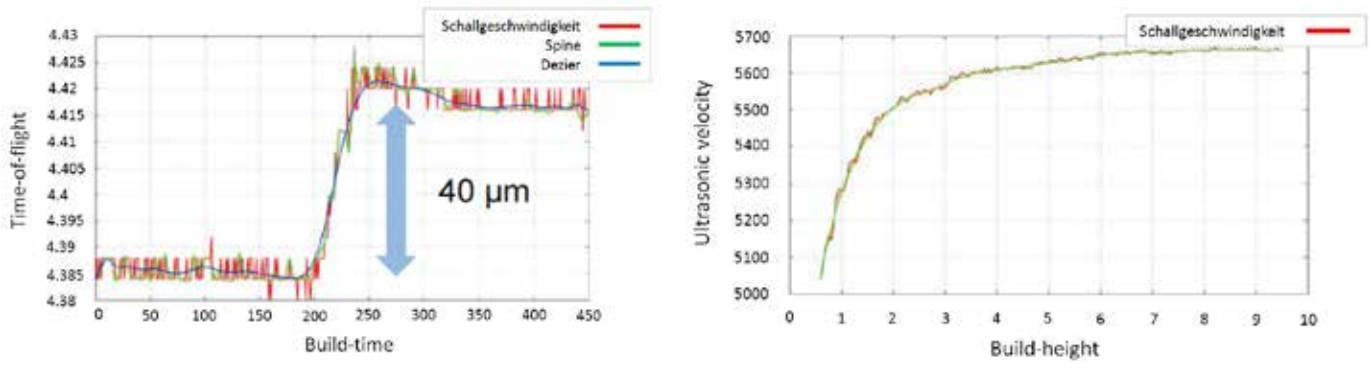 Schallgeschwindigkeit
Spine
Dezier
4.43
4.425
4.42
4.415
4.405
4.4
4.395
4.39
4.385
4.38
0 50 100 150 200 250 300 350 400 450
Time-of-flight
Build-time
40 µm
Schallgeschwindigkeit
5700
5600
5500
5400
5300
5200
5100
5000
0 1 2 3 4 5 6 7 8 9 10
Ultrasonic velocity
Build-height